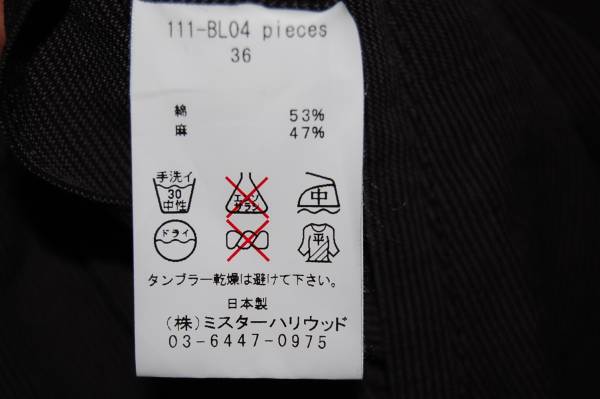 111-BL04 pieces
36
綿 53%
麻 47%
手洗イ
30
中性
エンソ
サラシ
中
ドライ
平
タンブラー乾燥は避けて下さい。
日本製
(株)ミスターハリウッド
03-6447-0975